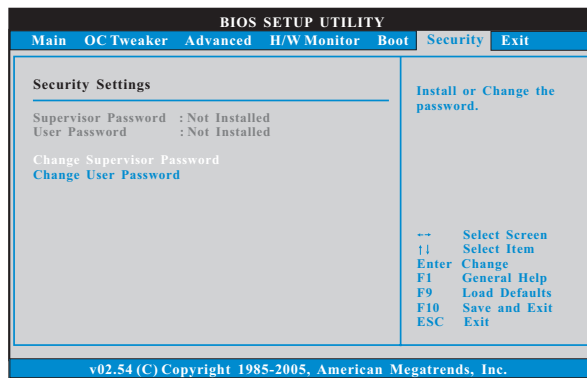 BIOS SETUP UTILITY
Main OC Tweaker Advanced H/W Monitor Boot Security Exit
Security Settings
Supervisor Password : Not Installed
User Password : Not Installed
Change Supervisor Password
Change User Password
Install or Change the
password.
←→ Select Screen
↑↓ Select Item
Enter Change
F1 General Help
F9 Load Defaults
F10 Save and Exit
ESC Exit
v02.54 (C) Copyright 1985-2005, American Megatrends, Inc.